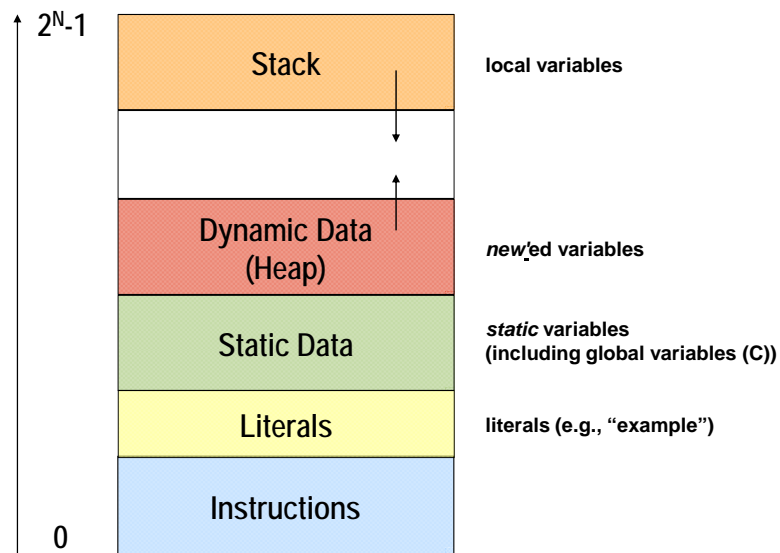 2ᴺ-1
Stack
local variables
Dynamic Data
(Heap)
new'ed variables
Static Data
static variables
(including global variables (C))
Literals
literals (e.g., “example”)
Instructions
0